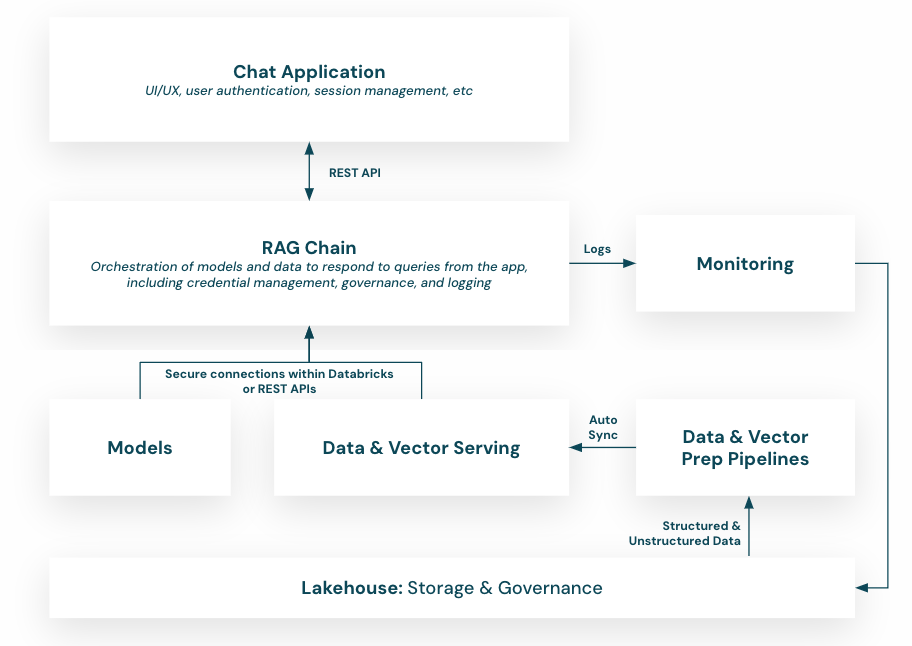 Chat Application
UI/UX, user authentication, session management, etc
REST API
RAG Chain
Orchestration of models and data to respond to queries from the app,
including credential management, governance, and logging
Logs
Monitoring
Secure connections within Databricks
or REST APIs
Models
Data & Vector Serving
Auto
Sync
Data & Vector
Prep Pipelines
Structured &
Unstructured Data
Lakehouse: Storage & Governance